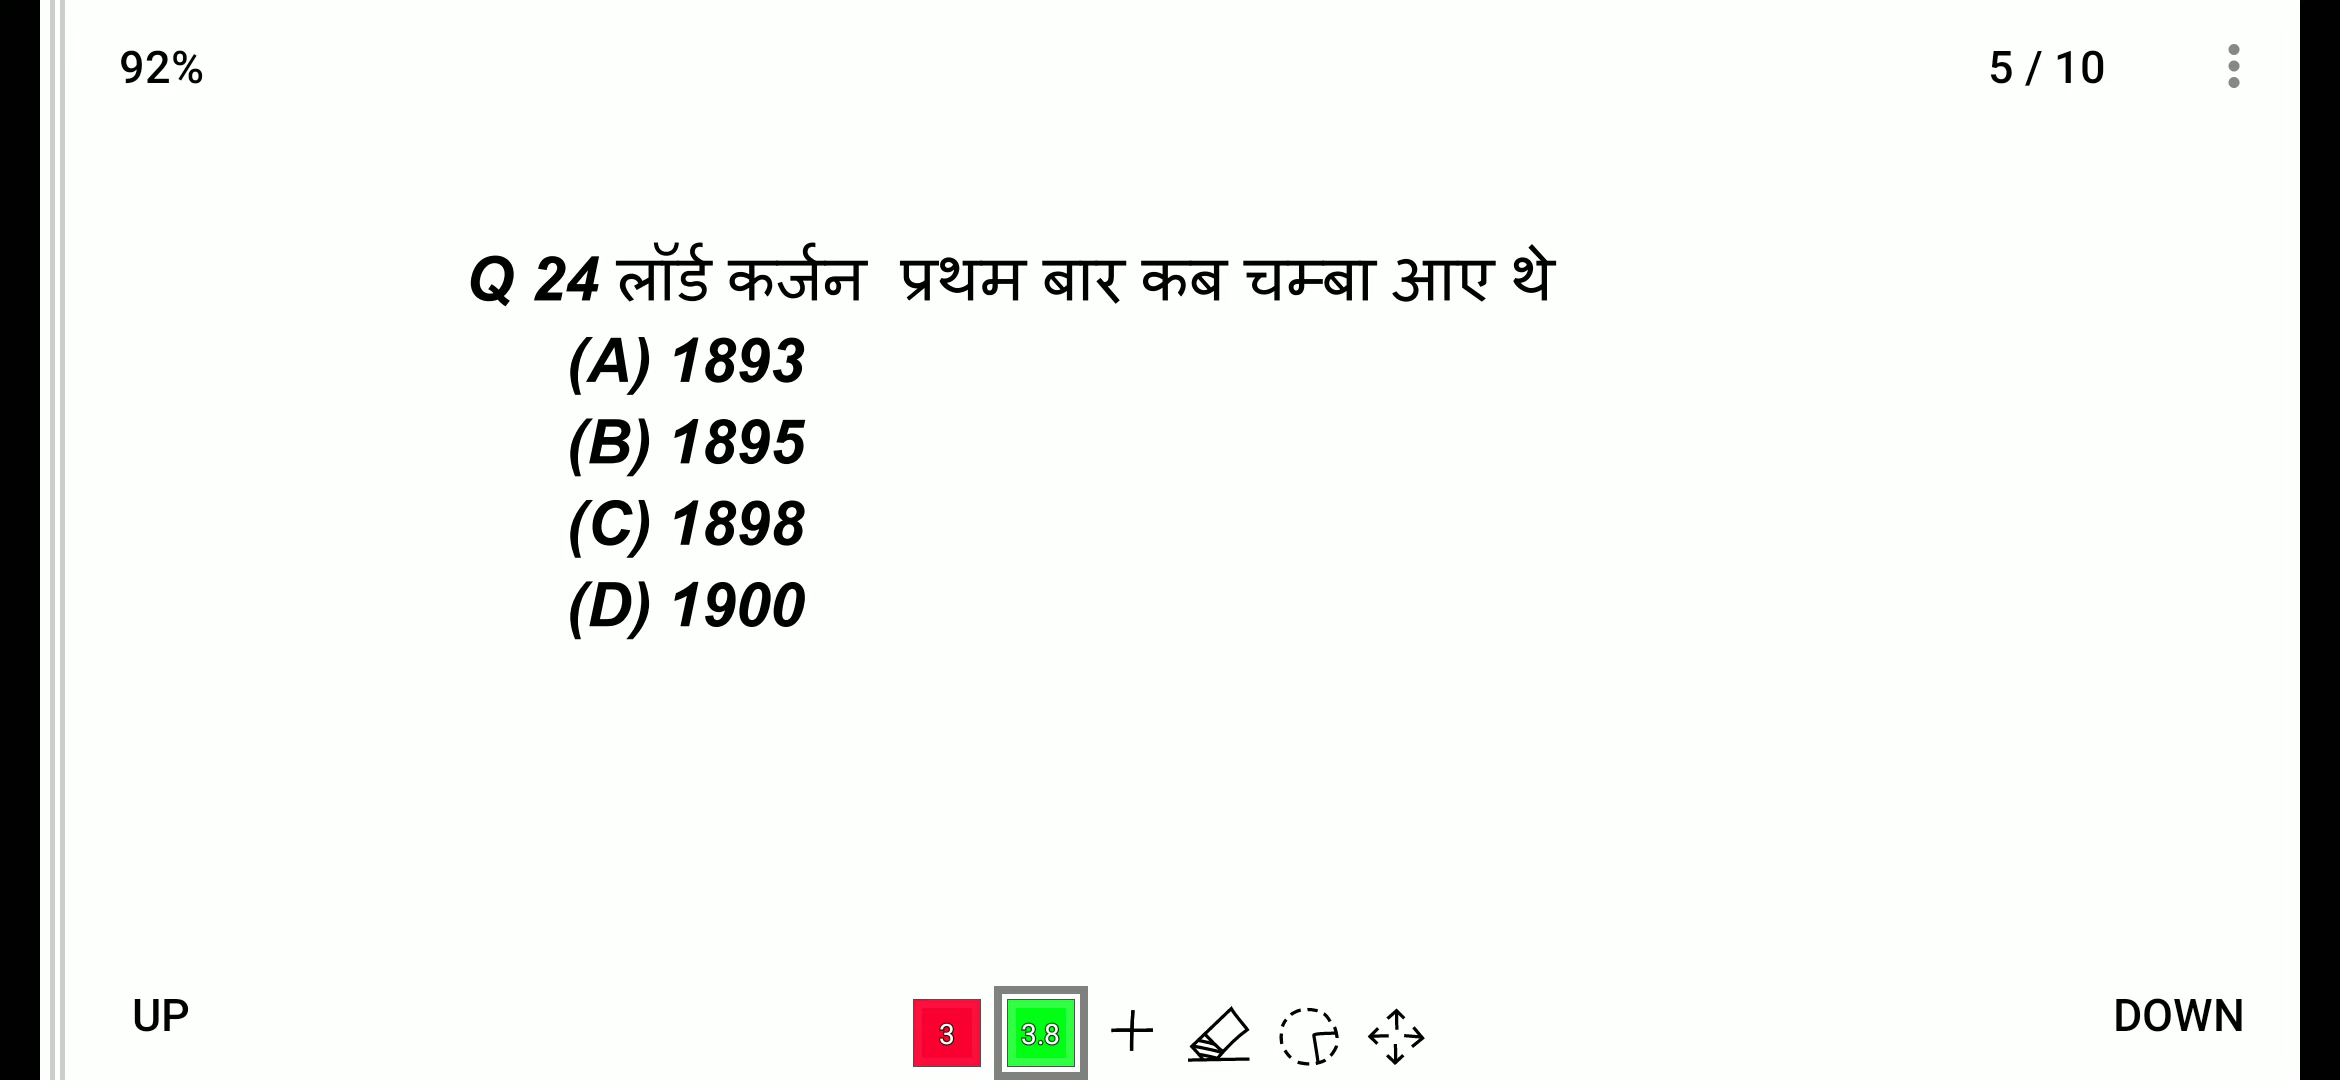 92%
5 / 10
Q 24 लॉर्ड कर्जन प्रथम बार कब चम्बा आए थे
(A) 1893
(B) 1895
(C) 1898
(D) 1900
UP
3
3.8
DOWN